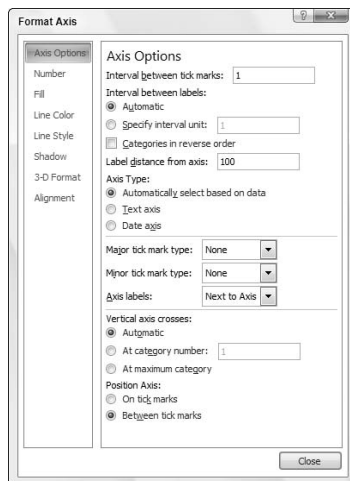 Format Axis
Axis Options
Number
Fill
Line Color
Line Style
Shadow
3-D Format
Alignment
Axis Options
Interval between tick marks: 1
Interval between labels:
Automatic
Specify interval unit: 1
Categories in reverse order
Label distance from axis: 100
Axis Type:
Automatically select based on data
Text axis
Date axis
Major tick mark type: None
Minor tick mark type: None
Axis labels: Next to Axis
Vertical axis crosses:
Automatic
At category number: 1
At maximum category
Position Axis:
On tick marks
Between tick marks
Close